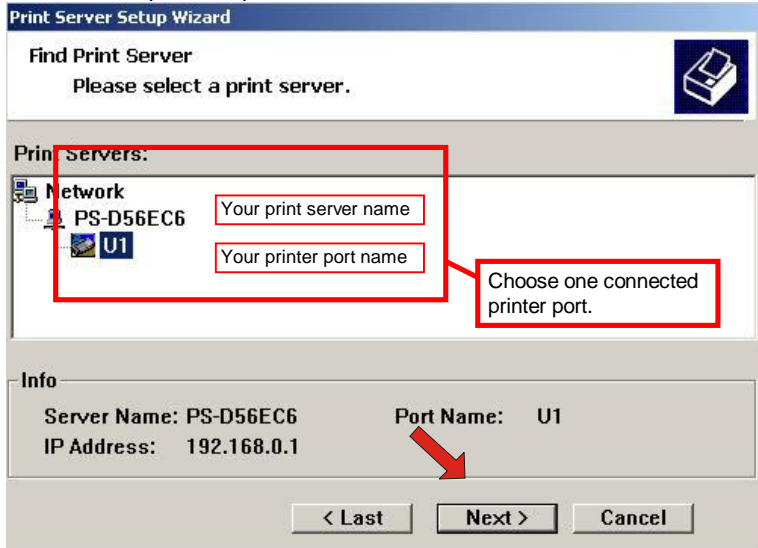 Print Server Setup Wizard
Find Print Server
Please select a print server.
Print Servers:
Network
PS-D56EC6
Your print server name
U1
Your printer port name
Choose one connected
printer port.
Info
Server Name: PS-D56EC6 Port Name: U1
IP Address: 192.168.0.1
< Last Next > Cancel